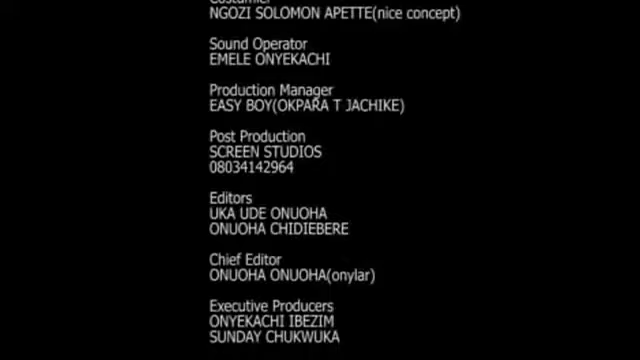 Costumier
NGOZI SOLOMON APETTE(nice concept)
Sound Operator
EMELE ONYEKACHI
Production Manager
EASY BOY(OKPARA T JACHIKE)
Post Production
SCREEN STUDIOS
08034142964
Editors
UKA UDE ONUOHA
ONUOHA CHIDIEBERE
Chief Editor
ONUOHA ONUOHA(onylar)
Executive Producers
ONYEKACHI IBEZIM
SUNDAY CHUKWUKA